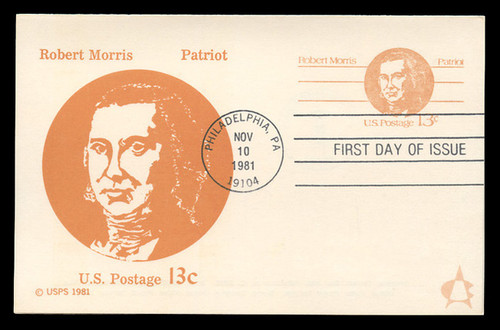 Robert Morris Patriot
U.S. Postage 13c
© USPS 1981
PHILADELPHIA, PA
NOV
10
1981
19104
Robert Morris Patriot
U.S. Postage 13c
FIRST DAY OF ISSUE